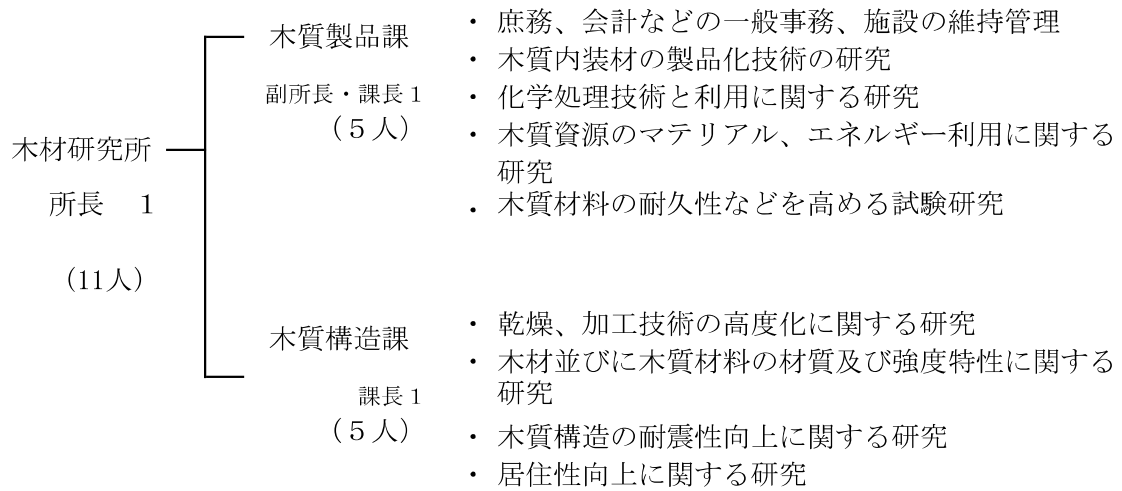 木材研究所
所長　１
（11人）
木質製品課
副所長・課長１
（５人）
・ 庶務、会計などの一般事務、施設の維持管理
・ 木質内装材の製品化技術の研究
・ 化学処理技術と利用に関する研究
・ 木質資源のマテリアル、エネルギー利用に関する
研究
・ 木質材料の耐久性などを高める試験研究
木質構造課
課長１
（５人）
・ 乾燥、加工技術の高度化に関する研究
・ 木材並びに木質材料の材質及び強度特性に関する
研究
・ 木質構造の耐震性向上に関する研究
・ 居住性向上に関する研究